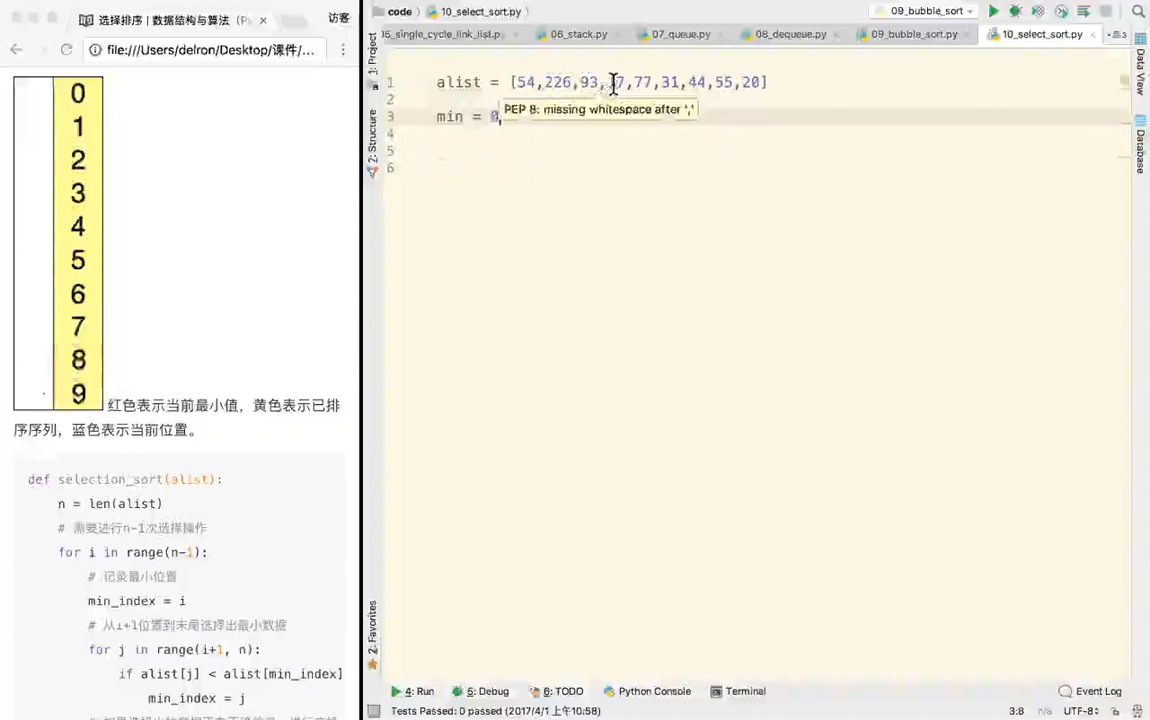 选择排序 | 数据结构与算法（P
访客
file:///Users/delron/Desktop/课件/...
0
1
2
3
4
5
6
7
8
9
红色表示当前最小值，黄色表示已排
序序列，蓝色表示当前位置。
def selection_sort(alist):
n = len(alist)
# 需要进行n-1次选择操作
for i in range(n-1):
# 记录最小位置
min_index = i
# 从i+1位置到末尾选择出最小数据
for j in range(i+1, n):
if alist[j] < alist[min_index]
min_index = j
code
10_select_sort.py
09_bubble_sort
_single_cycle_link_list.p
06_stack.py
07_queue.py
08_dequeue.py
09_bubble_sort.py
10_select_sort.py
1: Project
2: Structure
2: Favorites
Data View
Database
1 alist = [54,226,93,17,77,31,44,55,20]
2
PEP 8: missing whitespace after ','
3 min = 0,
4
5
6
4: Run
5: Debug
6: TODO
Python Console
Terminal
Event Log
Tests Passed: 0 passed (2017/4/1 上午10:58)
3:8
n/a
UTF-8